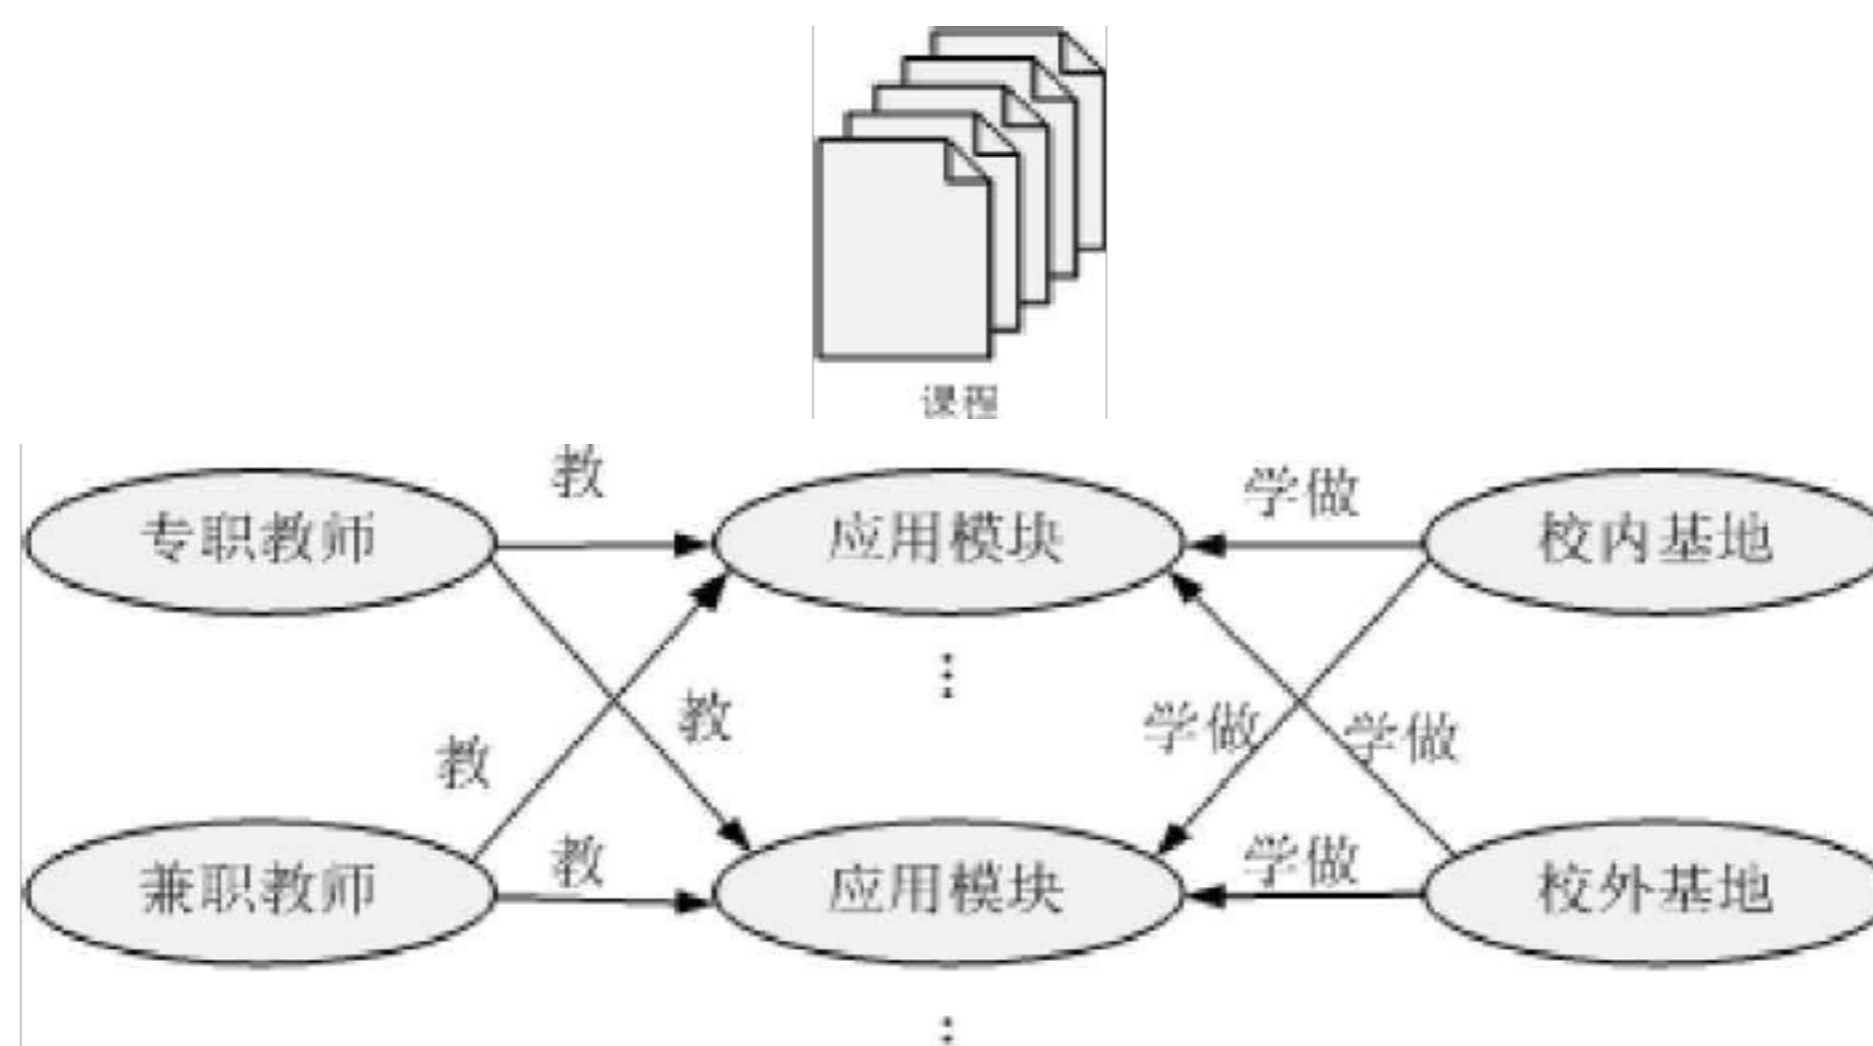 课程
教
学做
专职教师
应用模块
校内基地
教
学做
学做
教
教
学做
兼职教师
应用模块
校外基地